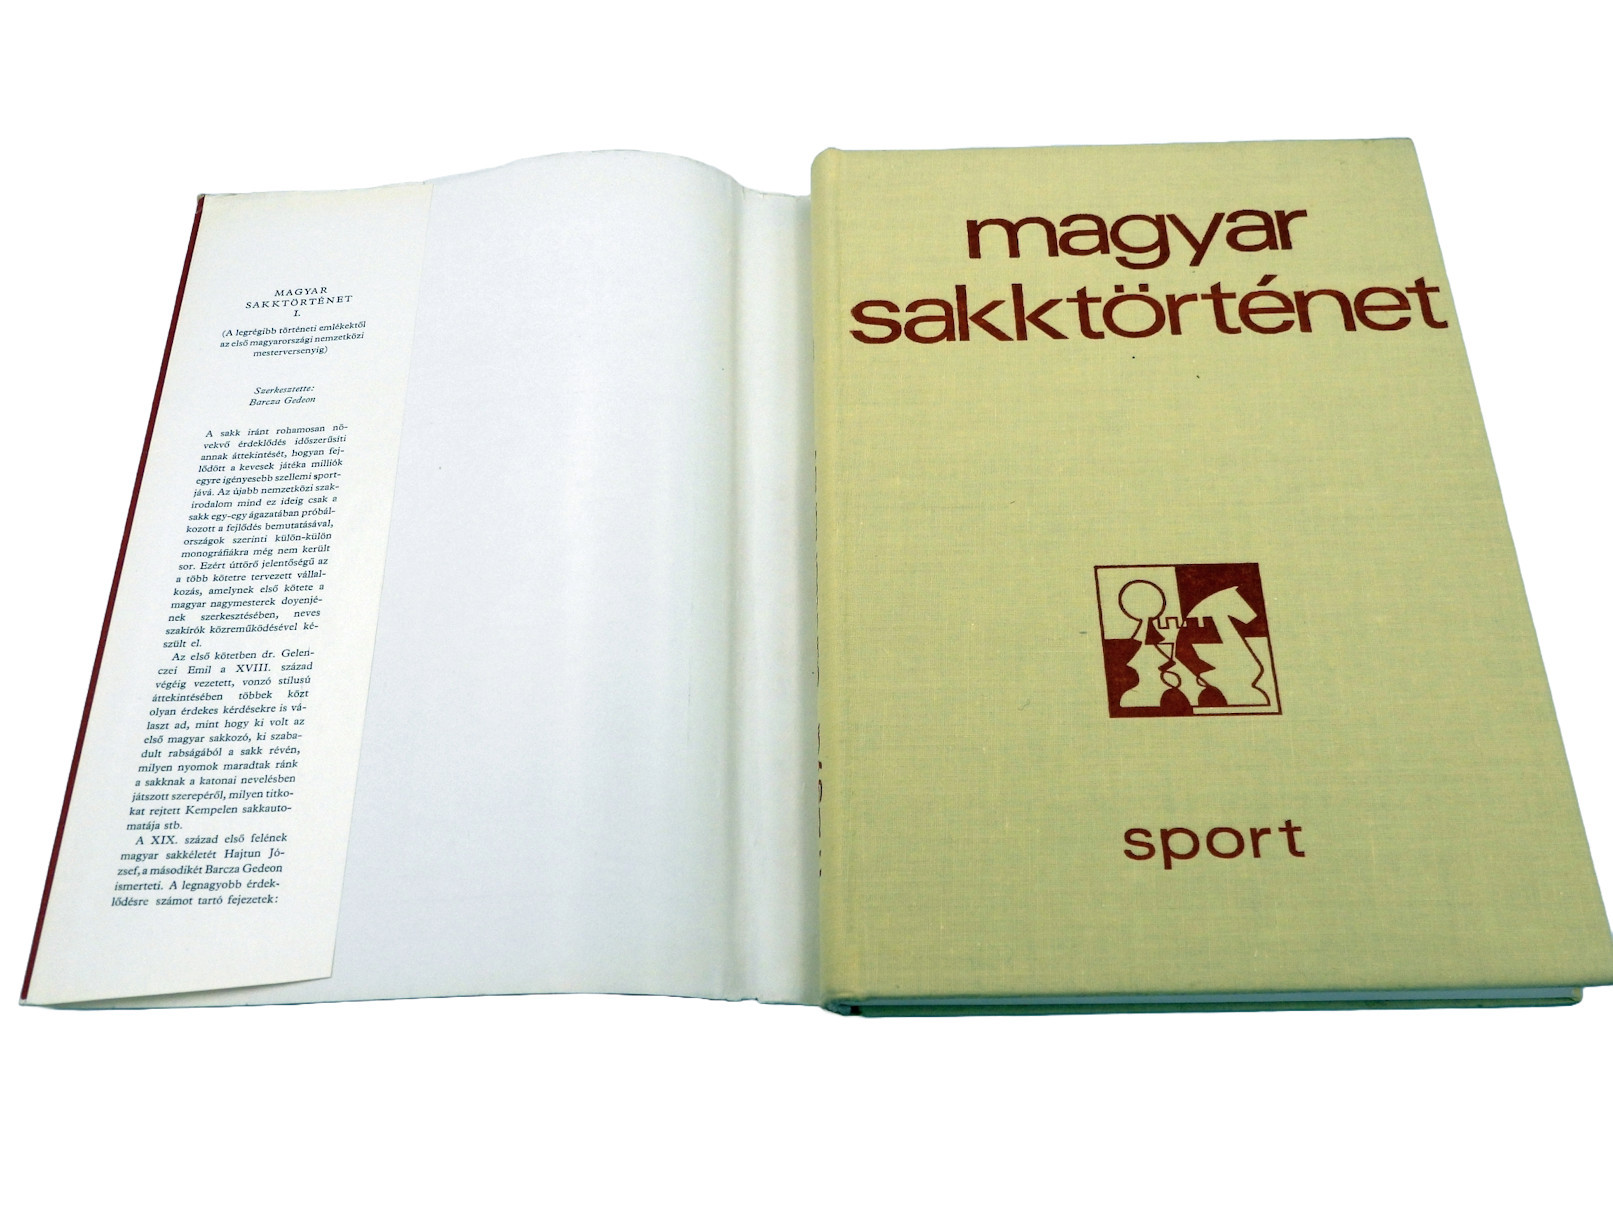 MAGYAR
SAKKTÖRTÉNET
I.
(A legrégibb történeti emlékektől
az első magyarországi nemzetközi
mesterversenyig)
Szerkesztette:
Barcza Gedeon
A sakk iránt rohamosan nö-
vekvő érdeklődés időszerűsíti
annak áttekintését, hogyan fej-
lődött a kevesek játéka milliók
egyre igényesebb szellemi sport-
jává. Az újabb nemzetközi szak-
irodalom mind ez ideig csak a
sakk egy-egy ágazatában próbál-
kozott a fejlődés bemutatásával,
országok szerinti külön-külön
monográfiákra még nem került
sor. Ezért úttörő jelentőségű az
a több kötetre tervezett vállal-
kozás, amelynek első kötete a
magyar nagymesterek doyenjé-
nek szerkesztésében, neves
szakírók közreműködésével ké-
szült el.
Az első kötetben dr. Gelen-
czei Emil a XVIII. század
végéig vezetett, vonzó stílusú
áttekintésében többek közt
olyan érdekes kérdésekre is vá-
laszt ad, mint hogy ki volt az
első magyar sakkozó, ki szaba-
dult rabságából a sakk révén,
milyen nyomok maradtak ránk
a sakknak a katonai nevelésben
játszott szerepéről, milyen titko-
kat rejtett Kempelen sakkauto-
matája stb.
A XIX. század első felének
magyar sakkéletét Hajtun Jó-
zsef, a másodikét Barcza Gedeon
ismerteti. A legnagyobb érdek-
lődésre számot tartó fejezetek:
magyar
sakktörténet
sport